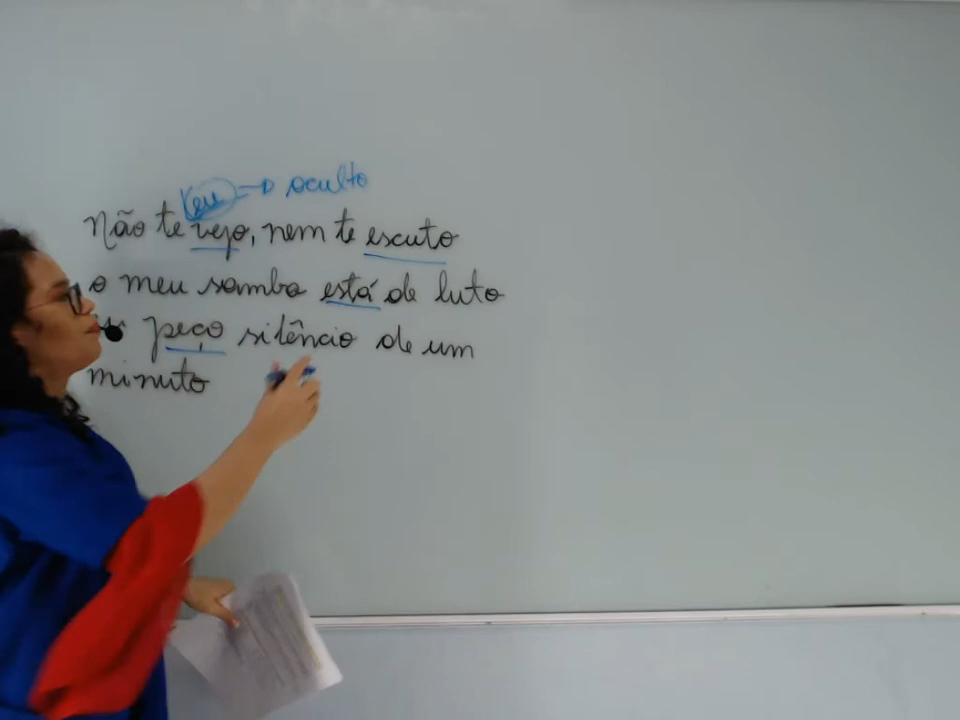 (eu) → oculto
Não te vejo, nem te escuto
o meu samba está de luto
peço silêncio de um
minuto